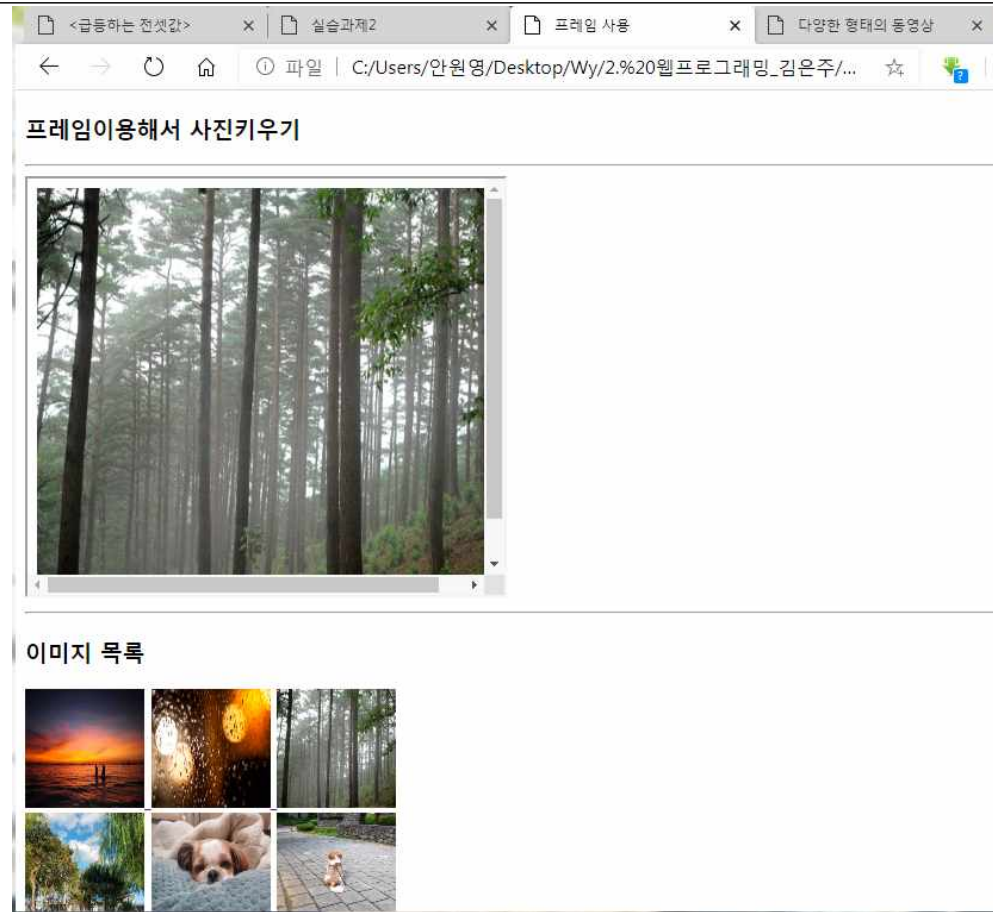 <급등하는 전셋값>
실습과제2
프레임 사용
다양한 형태의 동영상
파일 | C:/Users/안원영/Desktop/Wy/2.%20웹프로그래밍_김은주/...
프레임이용해서 사진키우기
이미지 목록